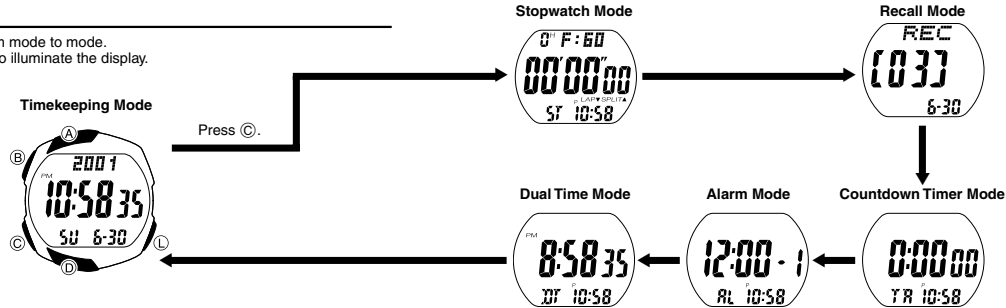 Stopwatch Mode
Recall Mode
mode to mode.
o illuminate the display.
0H F:60
00'00"00
P LAP▼SPLIT▲
ST 10:58
REC
[03]
6-30
Timekeeping Mode
Press Ⓒ.
Ⓐ
Ⓑ
2001
PM
10:58 35
SU 6-30
Ⓒ
Ⓛ
Ⓓ
Dual Time Mode
Alarm Mode
Countdown Timer Mode
PM
8:58 35
P
DT 10:58
12:00 - 1
P
AL 10:58
0:00 00
P
TR 10:58